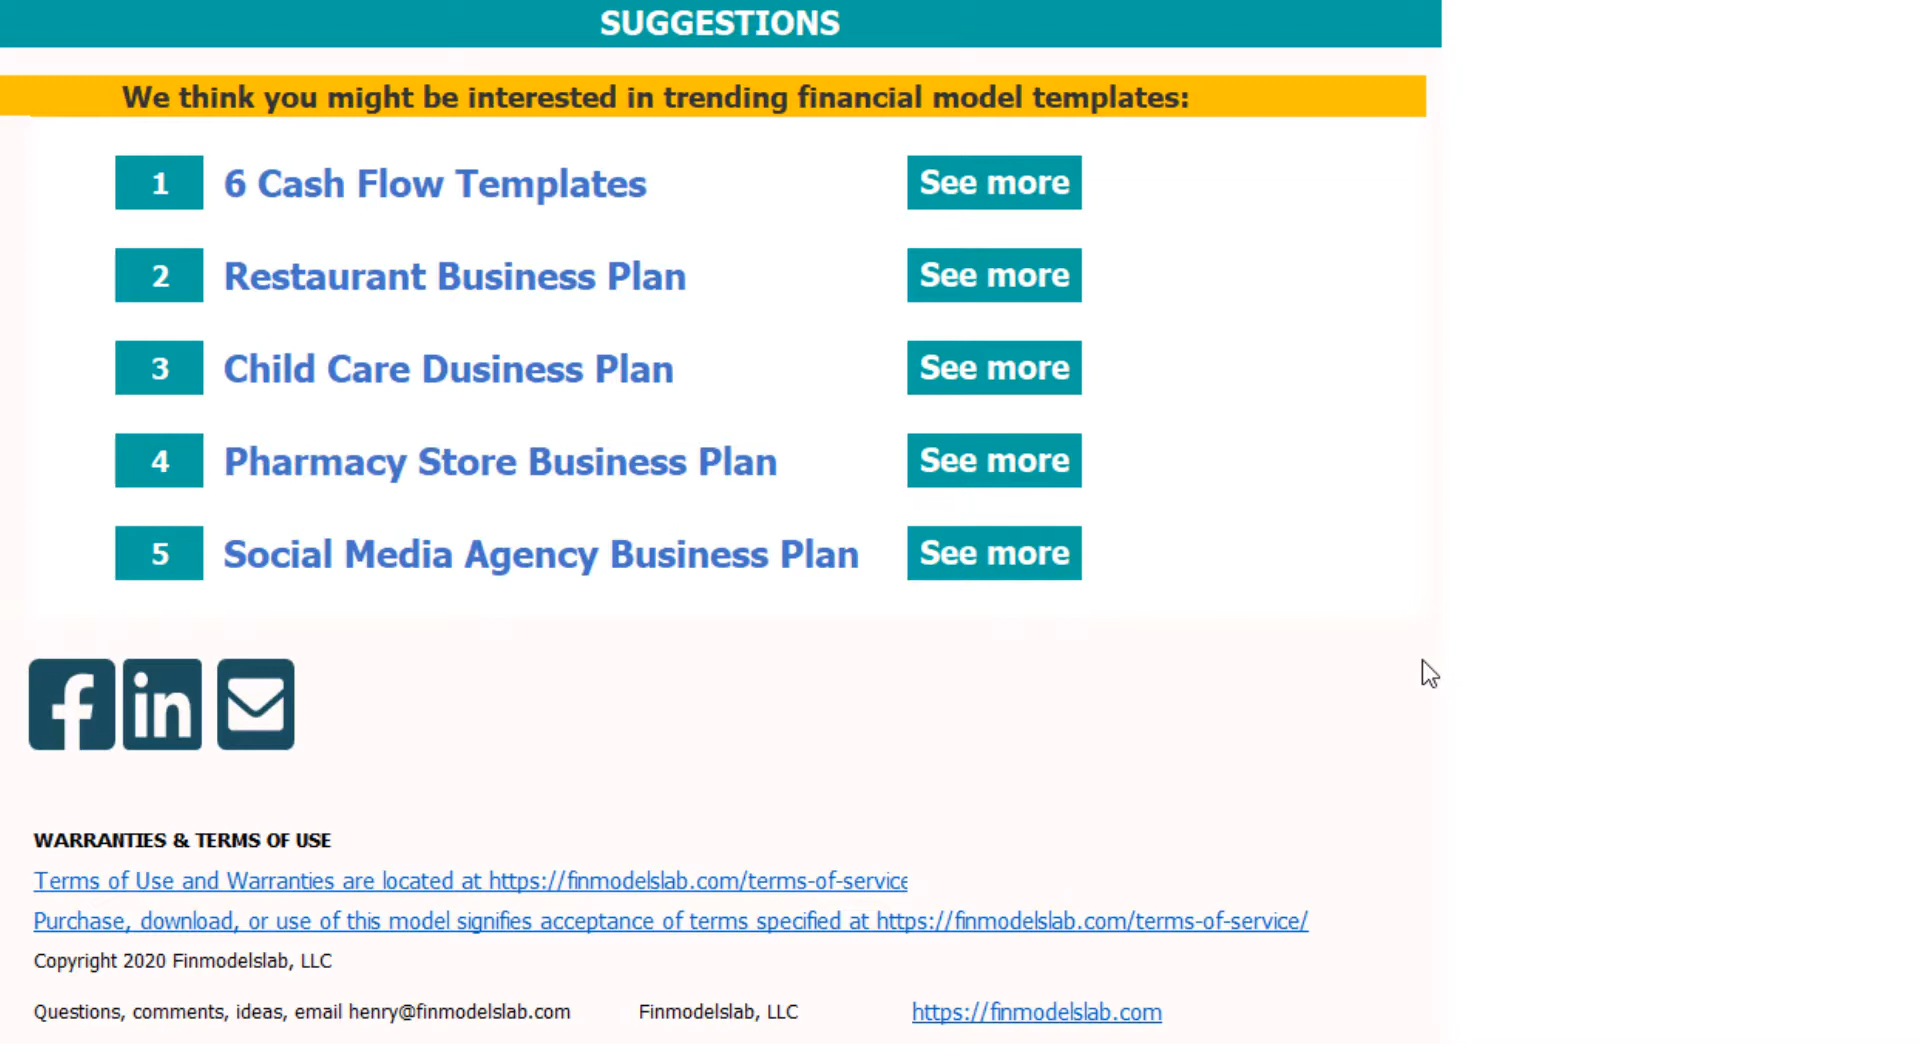 SUGGESTIONS
We think you might be interested in trending financial model templates:
1 6 Cash Flow Templates See more
2 Restaurant Business Plan See more
3 Child Care Dusiness Plan See more
4 Pharmacy Store Business Plan See more
5 Social Media Agency Business Plan See more
f in
WARRANTIES & TERMS OF USE
Terms of Use and Warranties are located at https://finmodelslab.com/terms-of-service
Purchase, download, or use of this model signifies acceptance of terms specified at https://finmodelslab.com/terms-of-service/
Copyright 2020 Finmodelslab, LLC
Questions, comments, ideas, email henry@finmodelslab.com Finmodelslab, LLC https://finmodelslab.com